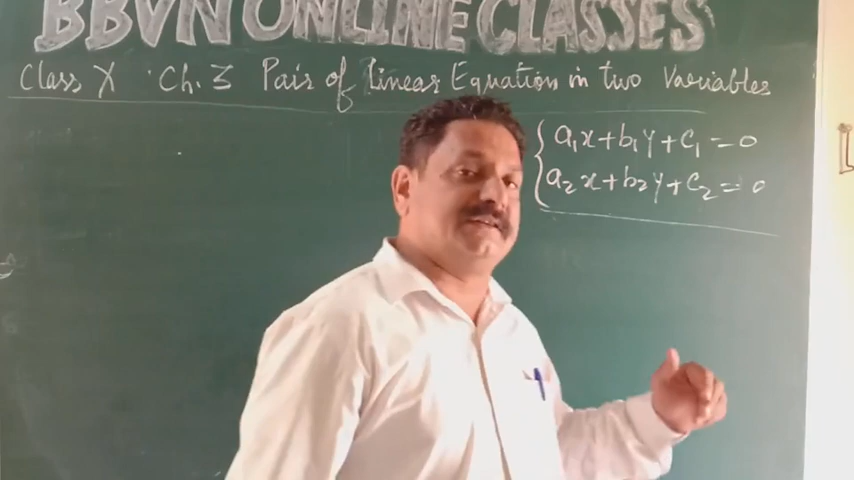 BBVN ONLINE CLASSES
Class X Ch. 3 Pair of linear Equation in two Variables
a₁x+b₁y+c₁=0
a₂x+b₂y+c₂=0